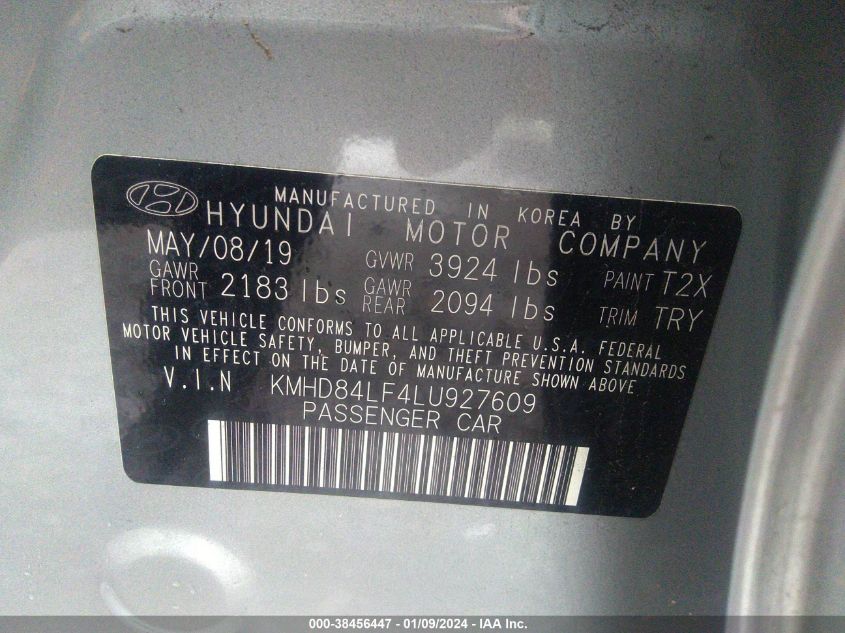 MANUFACTURED IN KOREA BY
HYUNDAI MOTOR COMPANY
MAY/08/19 GVWR 3924 lbs PAINT T2X
GAWR FRONT 2183 lbs GAWR REAR 2094 lbs TRIM TRY
THIS VEHICLE CONFORMS TO ALL APPLICABLE U.S.A. FEDERAL
MOTOR VEHICLE SAFETY, BUMPER, AND THEFT PREVENTION STANDARDS
IN EFFECT ON THE DATE OF MANUFACTURE SHOWN ABOVE
V.I.N KMHD84LF4LU927609
PASSENGER CAR
000-38456447 - 01/09/2024 - IAA Inc.